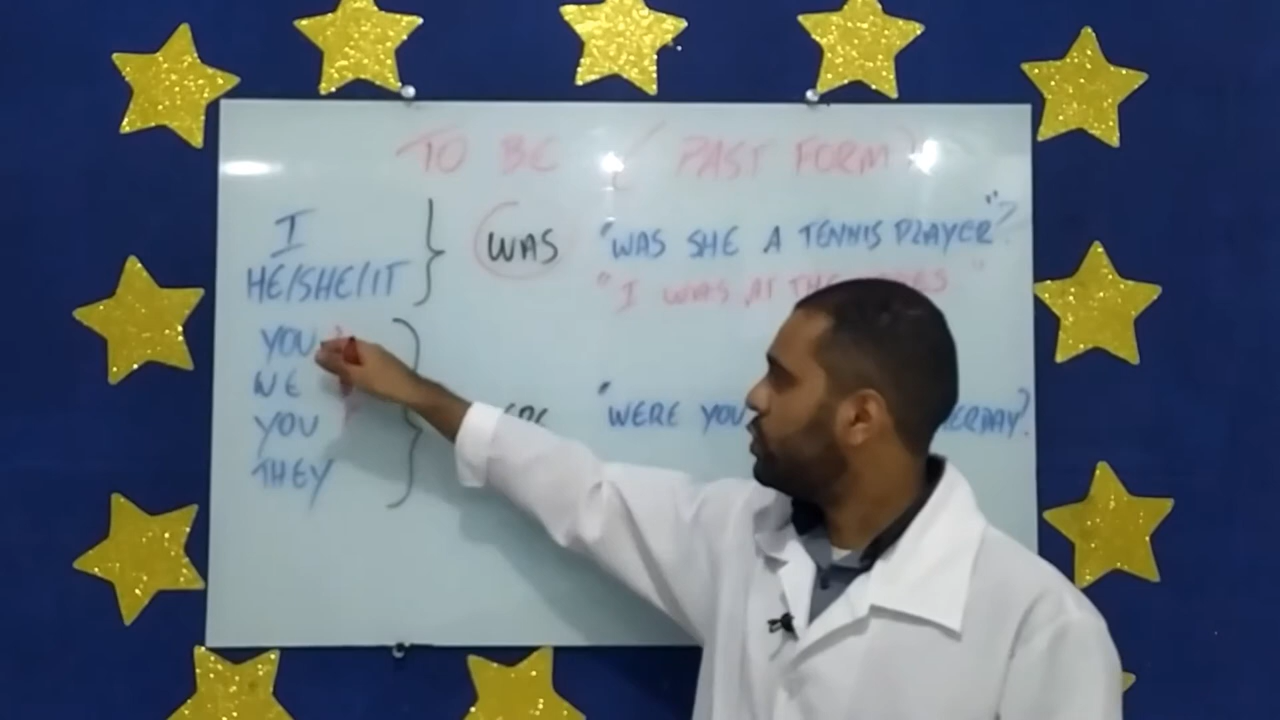 TO BE ( PAST FORM )
I
HE/SHE/IT
WAS
"WAS SHE A TENNIS PLAYER"?
"I WAS AT THE "
YOU
WE
YOU
THEY
"WERE YOU